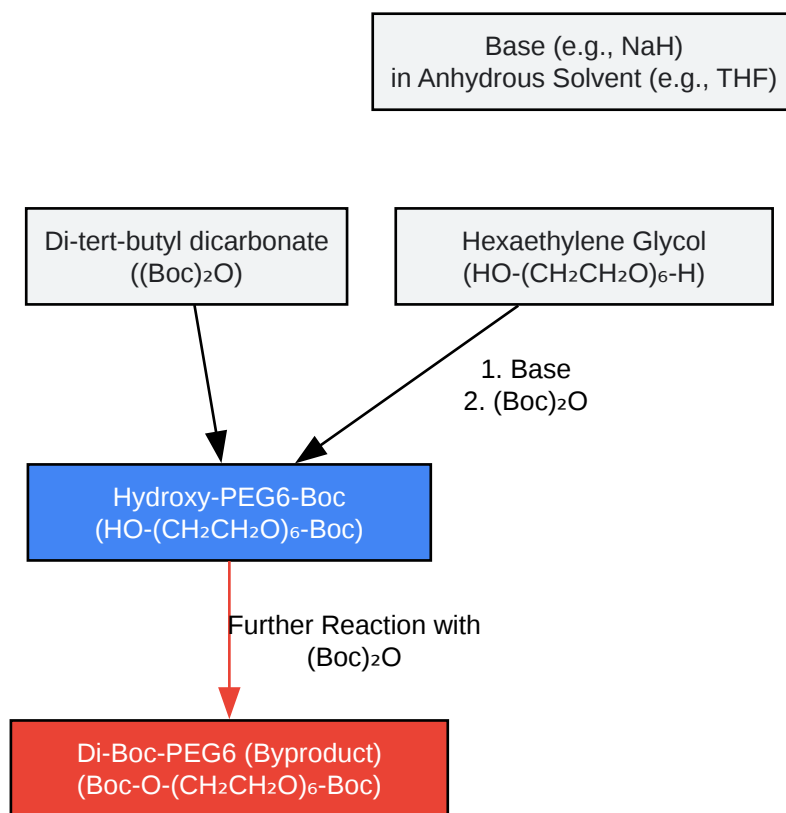 Base (e.g., NaH)
in Anhydrous Solvent (e.g., THF)
Di-tert-butyl dicarbonate
((Boc)₂O)
Hexaethylene Glycol
(HO-(CH₂CH₂O)₆-H)
1. Base
2. (Boc)₂O
Hydroxy-PEG6-Boc
(HO-(CH₂CH₂O)₆-Boc)
Further Reaction with
(Boc)₂O
Di-Boc-PEG6 (Byproduct)
(Boc-O-(CH₂CH₂O)₆-Boc)